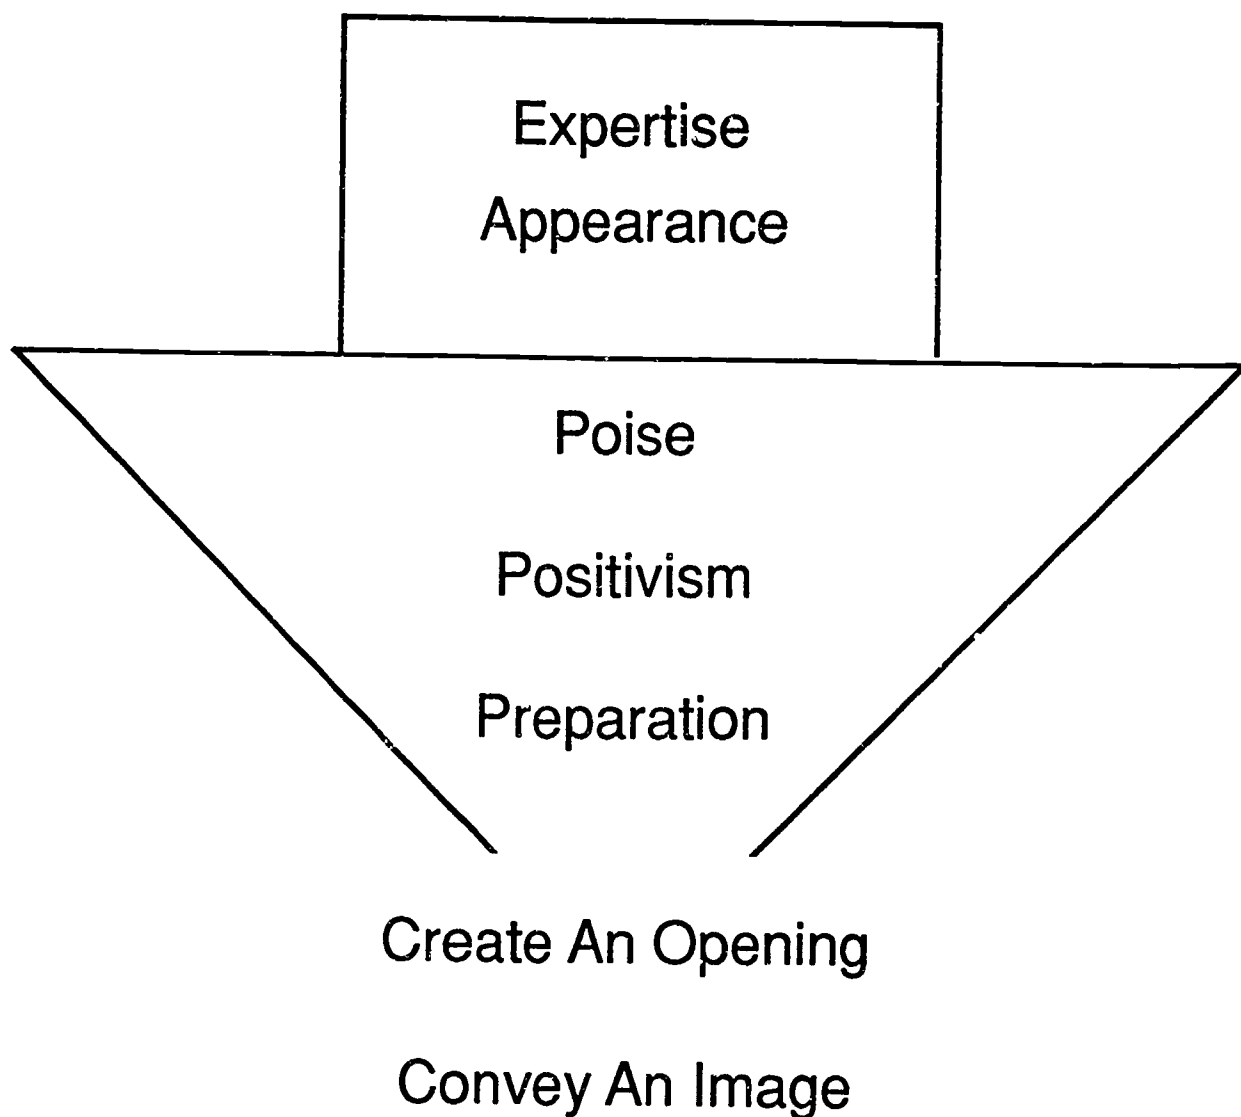 Expertise
Appearance
Poise
Positivism
Preparation
Create An Opening
Convey An Image